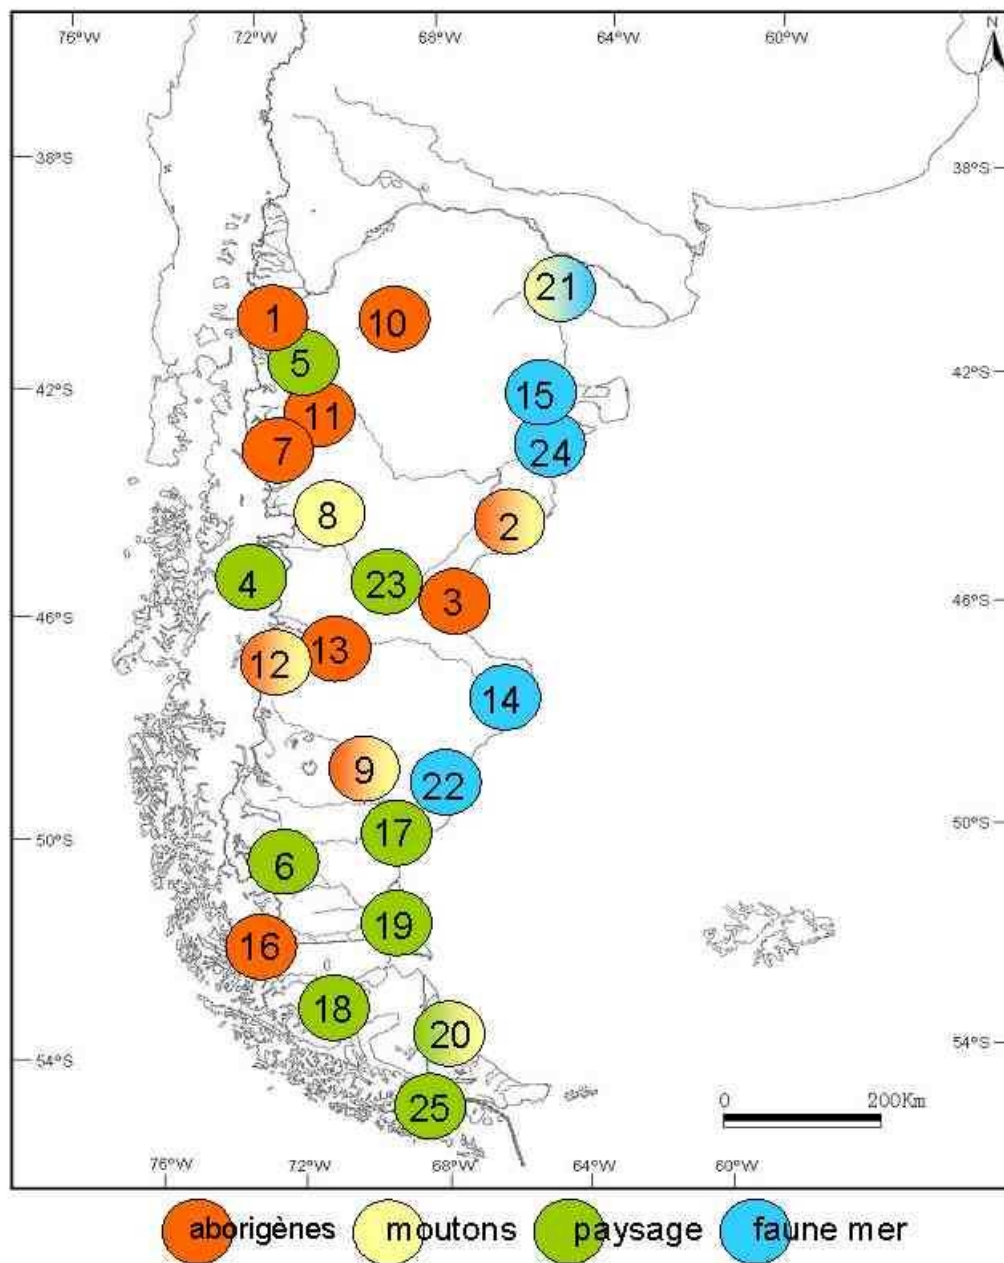 76°W 72°W 68°W 64°W 60°W N
38°S 38°S
21
1 10
5
42°S 15 42°S
11
7 24
8 2
4 23 3
46°S 46°S
12 13
14
9 22
17 50°S
50°S 6
19
16
18
20
54°S 54°S
25 0 200Km
76°W 72°W 68°W 64°W 60°W
aborigènes moutons paysage faune mer